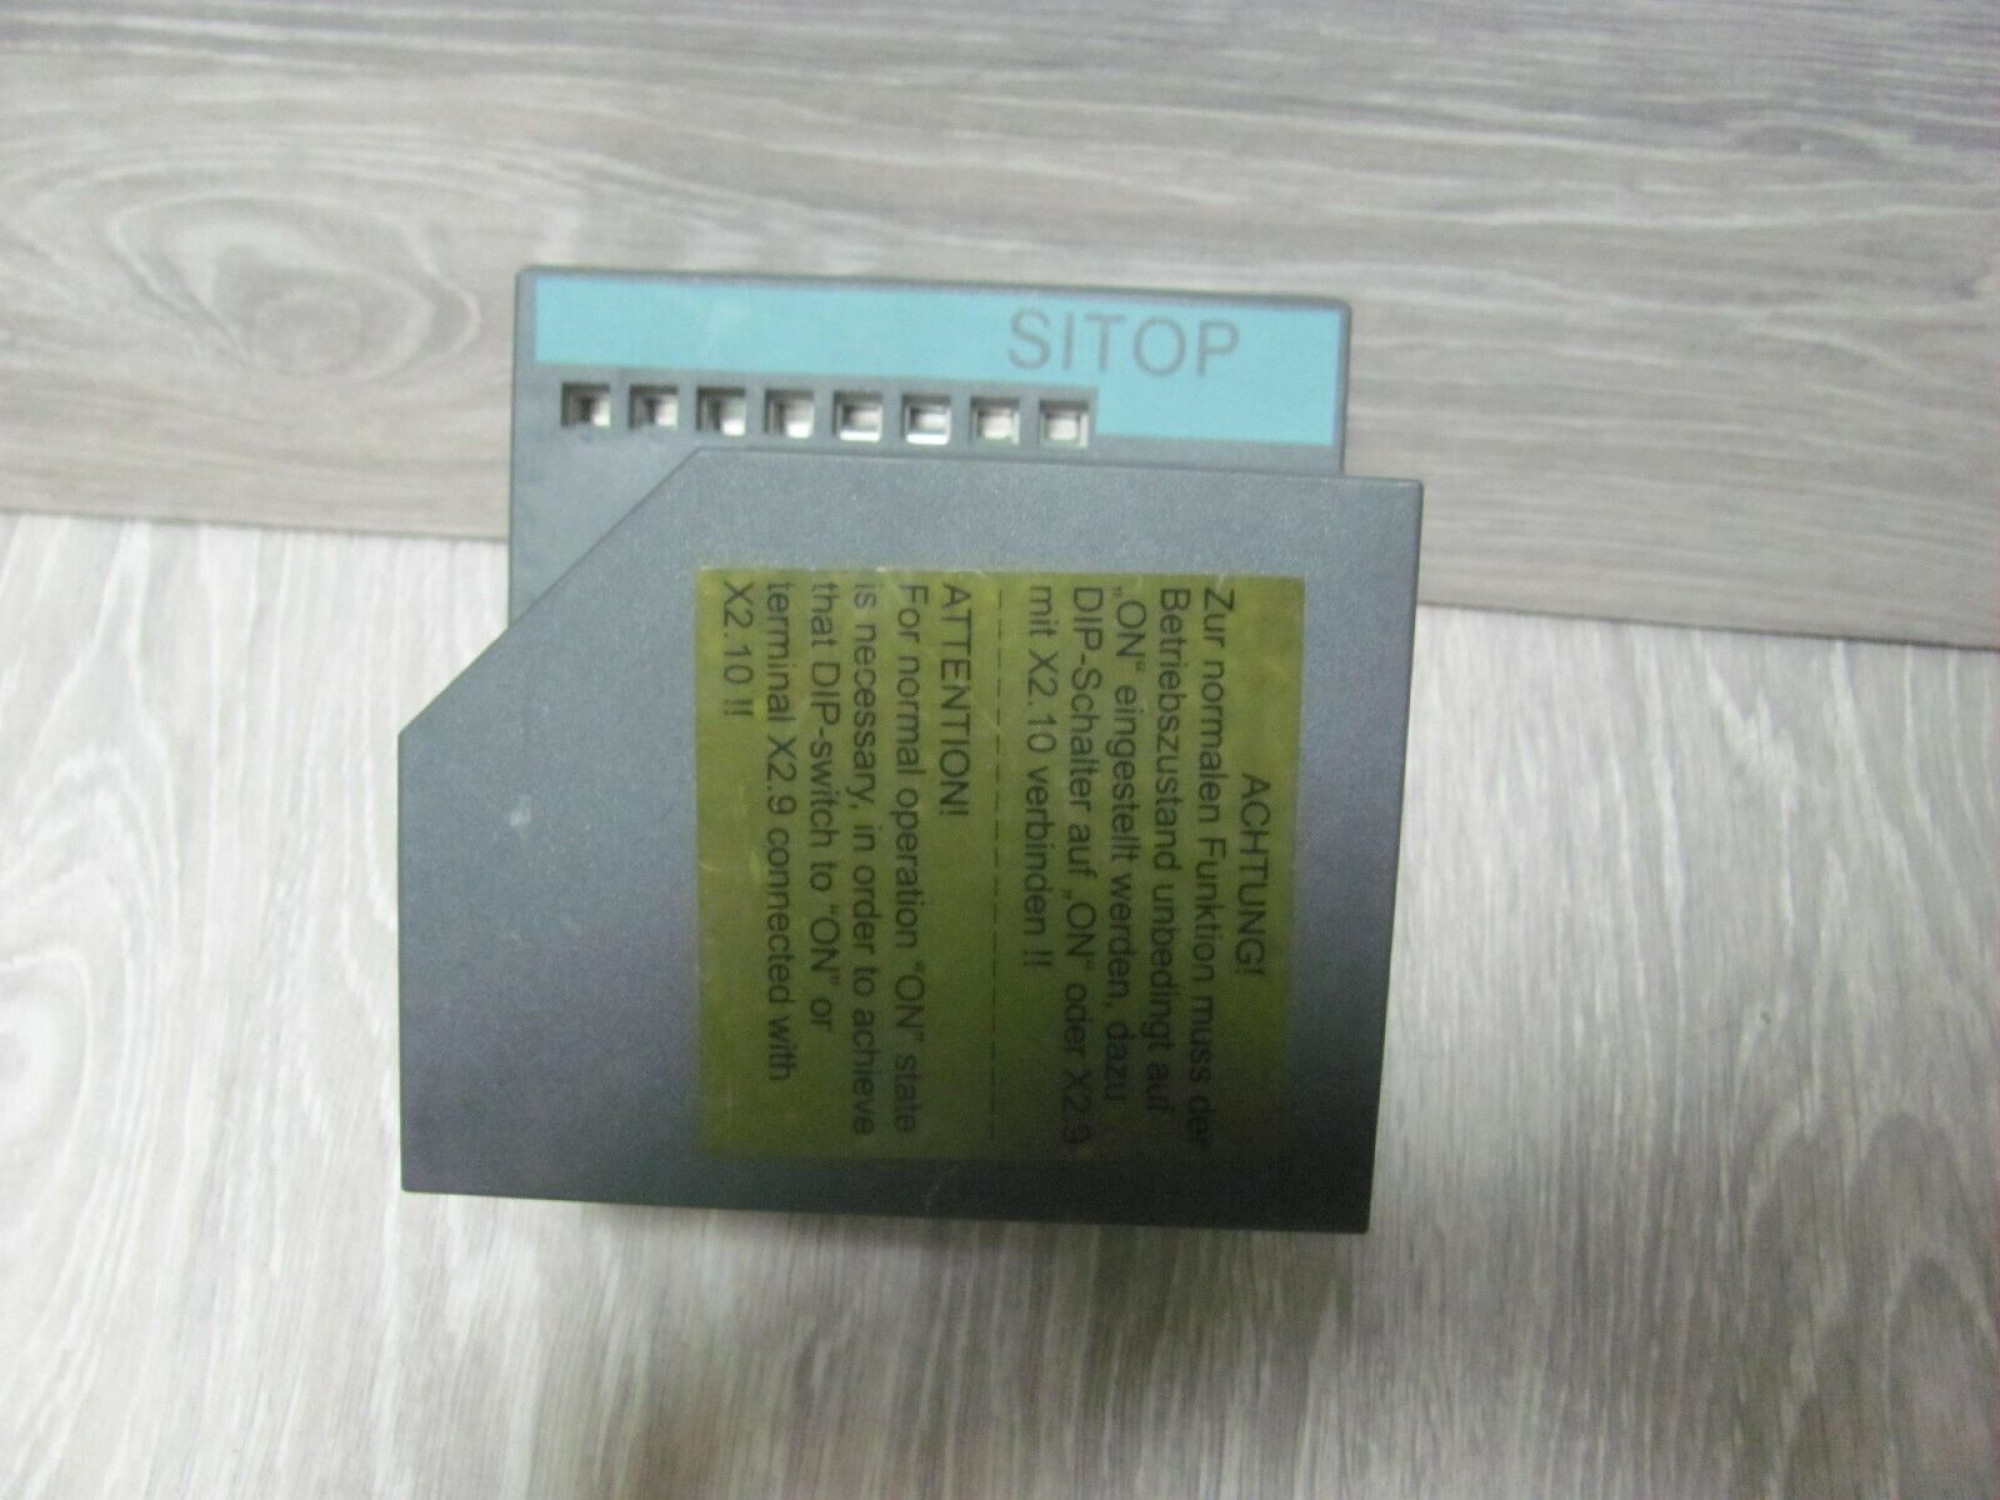 SITOP
ACHTUNG!
Zur normalen Funktion muss der
Betriebszustand unbedingt auf
„ON“ eingestellt werden, dazu
DIP-Schalter auf „ON“ oder X2.9
mit X2.10 verbinden !!
ATTENTION!
For normal operation “ON” state
is necessary, in order to achieve
that DIP-switch to “ON” or
terminal X2.9 connected with
X2.10 !!